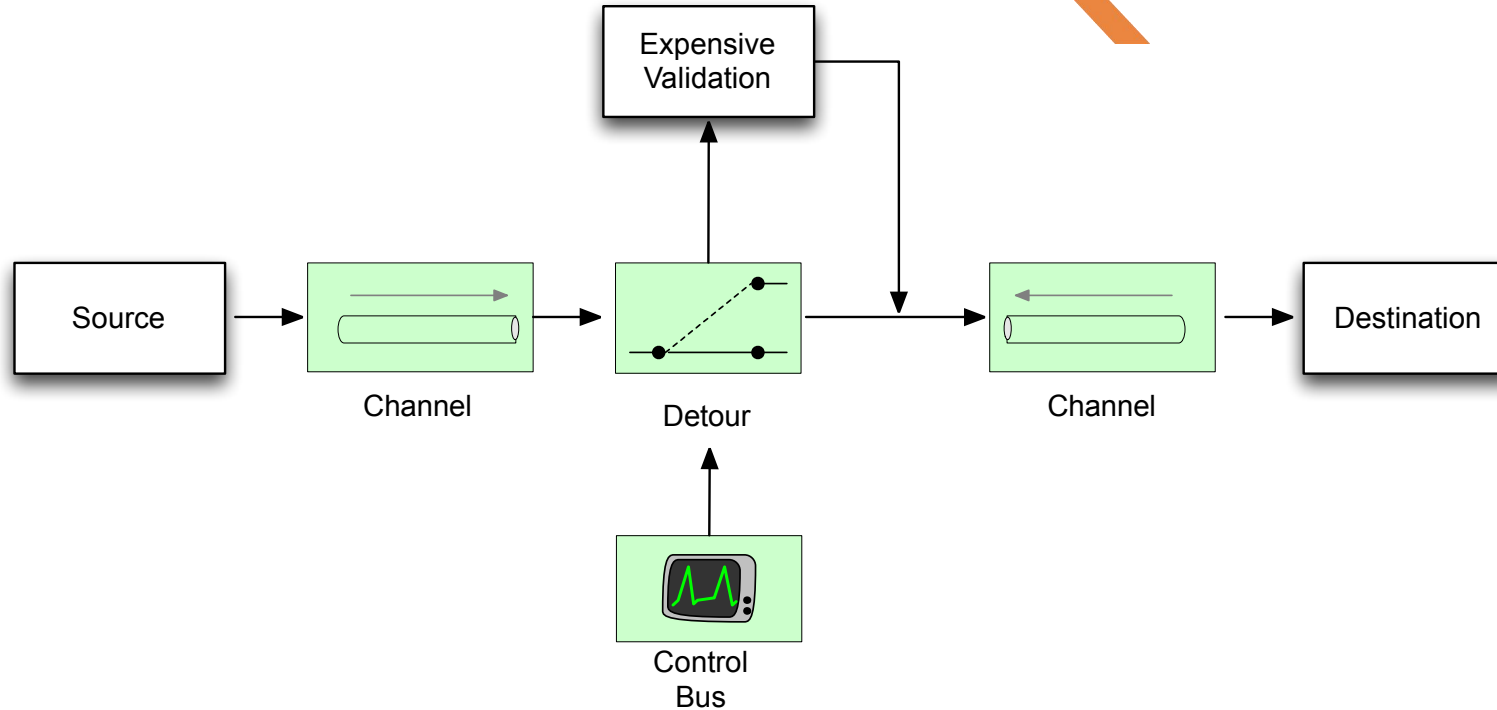 Expensive
Validation
Source
Destination
Channel
Detour
Channel
Control
Bus